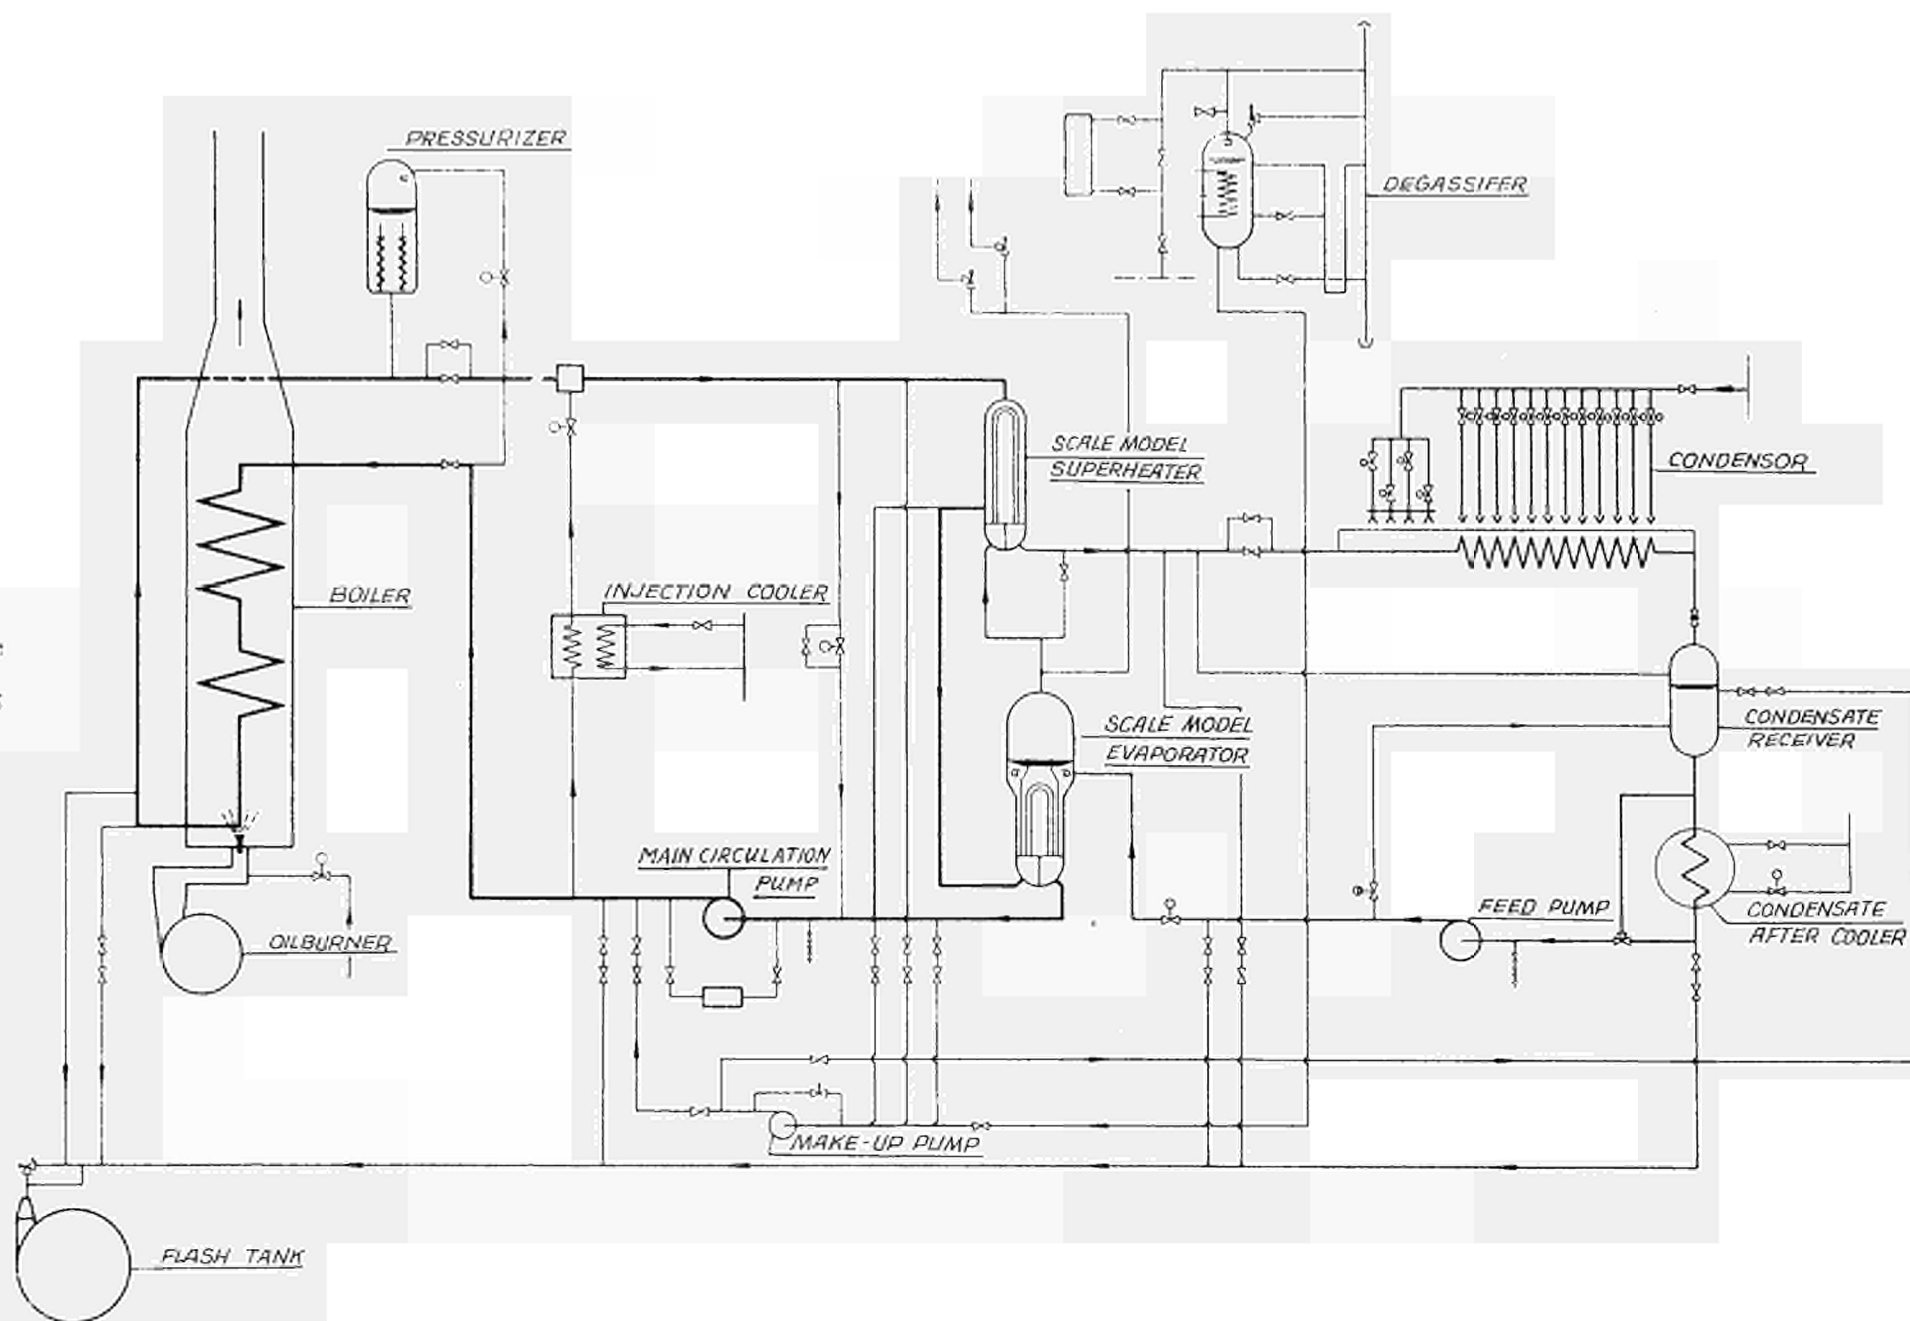 PRESSURIZER
DEGASSIFER
SCALE MODEL
SUPERHEATER
CONDENSOR
BOILER
INJECTION COOLER
SCALE MODEL
EVAPORATOR
CONDENSATE
RECEIVER
MAIN CIRCULATION
PUMP
FEED PUMP
CONDENSATE
AFTER COOLER
OILBURNER
MAKE-UP PUMP
FLASH TANK